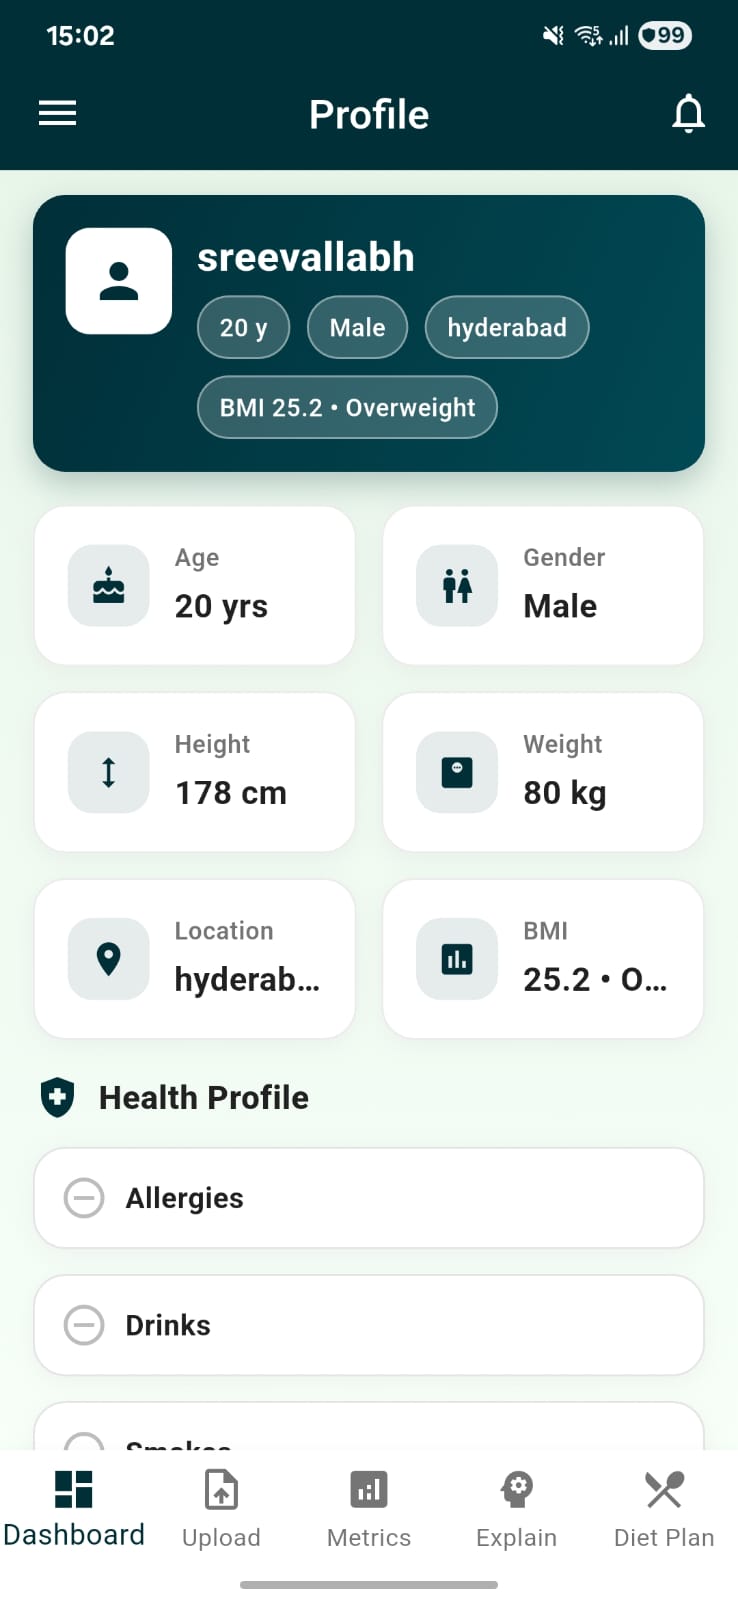 15:02
5
99
Profile
sreevallabh
20 y
Male
hyderabad
BMI 25.2 • Overweight
Age
20 yrs
Gender
Male
Height
178 cm
Weight
80 kg
Location
hyderab...
BMI
25.2 • O...
Health Profile
Allergies
Drinks
Smokes
Dashboard
Upload
Metrics
Explain
Diet Plan